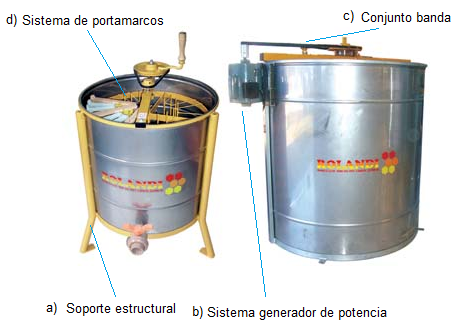 c) Conjunto banda
d) Sistema de portamarcos
ROLANDI
ROLANDI
a) Soporte estructural
b) Sistema generador de potencia